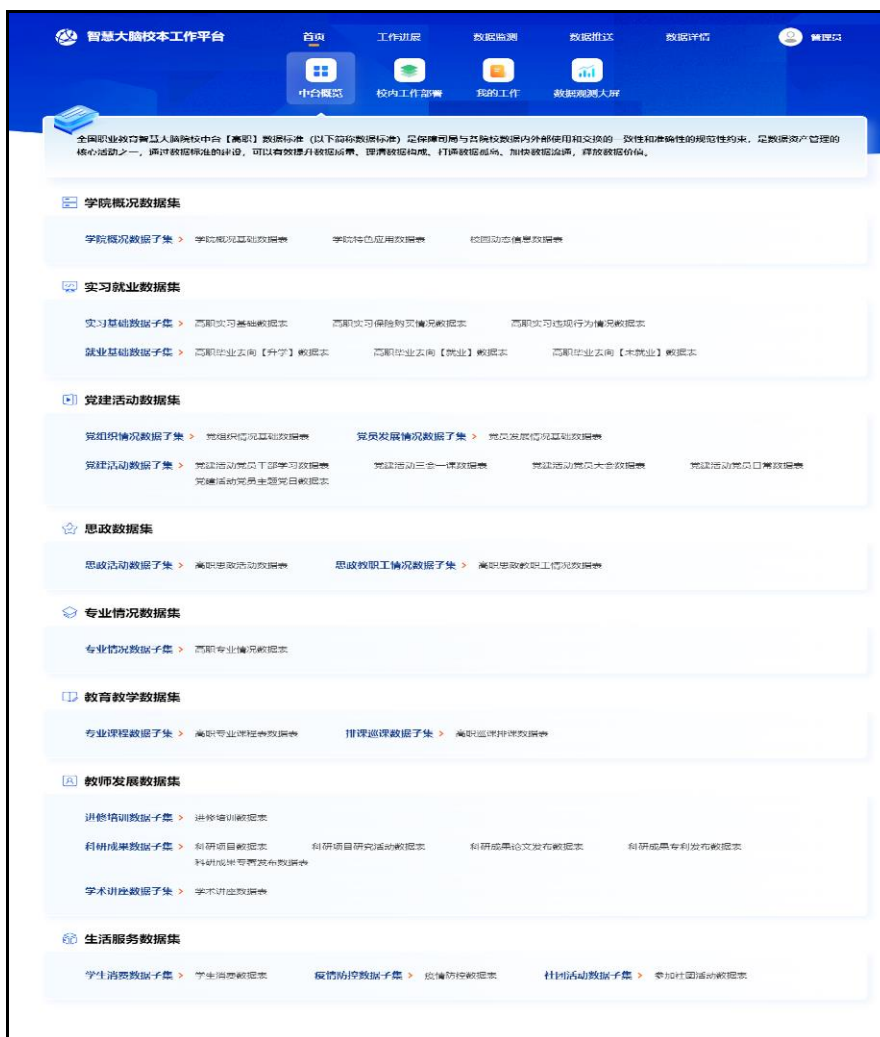 智慧大脑校本工作平台 首页 工作进展 数据监测 数据推送 数据详情 管理员
中台概览 校内工作部署 我的工作 数据观测大屏
全国职业教育智慧大脑院校中台【高职】数据标准（以下简称数据标准）是保障司局与各院校数据内外部使用和交换的一致性和准确性的规范性约束，是数据资产管理的
核心活动之一，通过数据标准的建设，可以有效提升数据质量、理清数据构成、打通数据孤岛、加快数据流通，释放数据价值。
学院概况数据集
学院概况数据子集 > 学院概况基础数据表 学院特色应用数据表 校园动态信息数据表
实习就业数据集
实习基础数据子集 > 高职实习基础数据表 高职实习保险购买情况数据表 高职实习违规行为情况数据表
就业基础数据子集 > 高职毕业去向【升学】数据表 高职毕业去向【就业】数据表 高职毕业去向【未就业】数据表
党建活动数据集
党组织情况数据子集 > 党组织情况基础数据表 党员发展情况数据子集 > 党员发展情况基础数据表
党建活动数据子集 > 党建活动党员干部学习数据表 党建活动三会一课数据表 党建活动党员大会数据表 党建活动党员日常数据表
党建活动党员主题党日数据表
思政数据集
思政活动数据子集 > 高职思政活动数据表 思政教职工情况数据子集 > 高职思政教职工情况数据表
专业情况数据集
专业情况数据子集 > 高职专业情况数据表
教育教学数据集
专业课程数据子集 > 高职专业课程表数据表 排课巡课数据子集 > 高职巡课排课数据表
教师发展数据集
进修培训数据子集 > 进修培训数据表
科研成果数据子集 > 科研项目数据表 科研项目研究活动数据表 科研成果论文发布数据表 科研成果专利发布数据表
科研成果专著发布数据表
学术讲座数据子集 > 学术讲座数据表
生活服务数据集
学生消费数据子集 > 学生消费数据表 疫情防控数据子集 > 疫情防控数据表 社团活动数据子集 > 参加社团活动数据表